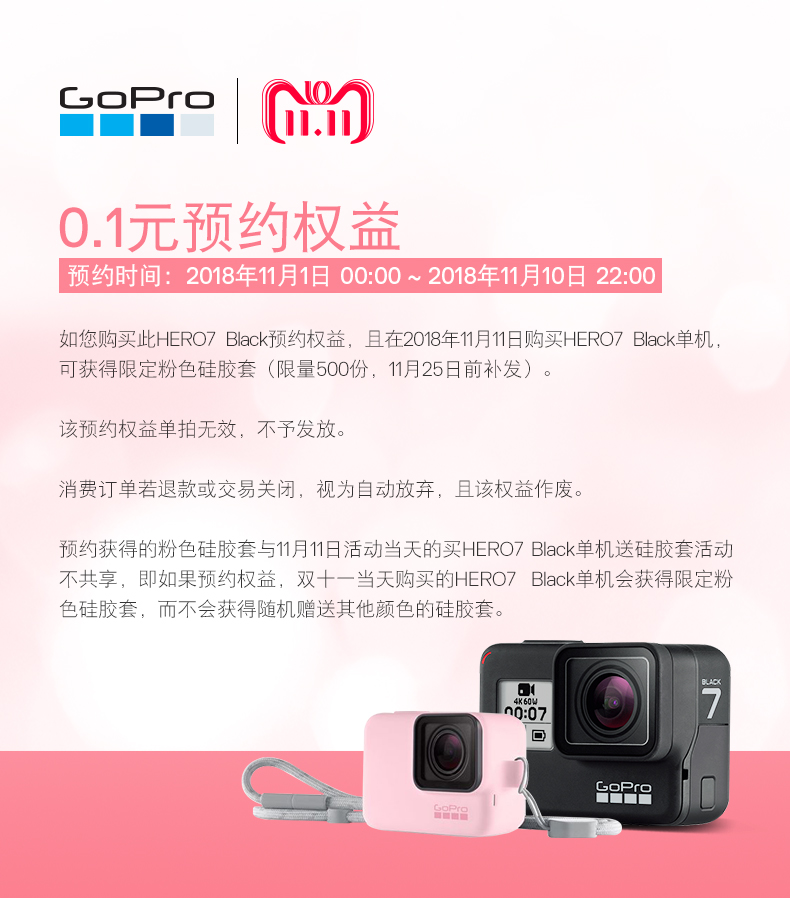 GoPro
10
11.11
0.1元预约权益
预约时间：2018年11月1日 00:00 ~ 2018年11月10日 22:00
如您购买此HERO7 Black预约权益，且在2018年11月11日购买HERO7 Black单机，
可获得限定粉色硅胶套（限量500份，11月25日前补发）。
该预约权益单拍无效，不予发放。
消费订单若退款或交易关闭，视为自动放弃，且该权益作废。
预约获得的粉色硅胶套与11月11日活动当天的买HERO7 Black单机送硅胶套活动
不共享，即如果预约权益，双十一当天购买的HERO7 Black单机会获得限定粉
色硅胶套，而不会获得随机赠送其他颜色的硅胶套。
BLACK
7
4K60W
00:07
GoPro
GoPro